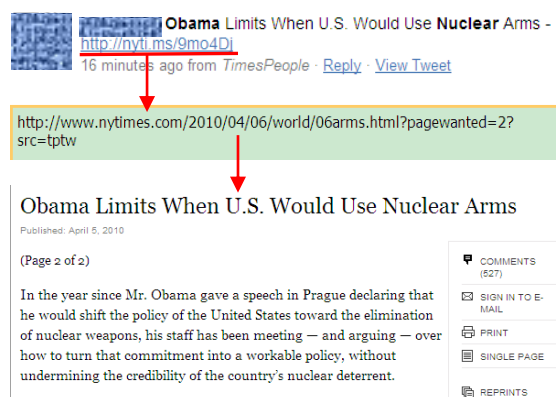 Obama Limits When U.S. Would Use Nuclear Arms -
http://nyti.ms/9mo4Dj
16 minutes ago from TimesPeople · Reply · View Tweet
http://www.nytimes.com/2010/04/06/world/06arms.html?pagewanted=2?
src=tptw
Obama Limits When U.S. Would Use Nuclear Arms
Published: April 5, 2010
(Page 2 of 2)
COMMENTS
(527)
In the year since Mr. Obama gave a speech in Prague declaring that
he would shift the policy of the United States toward the elimination
of nuclear weapons, his staff has been meeting — and arguing — over
how to turn that commitment into a workable policy, without
undermining the credibility of the country's nuclear deterrent.
SIGN IN TO E-
MAIL
PRINT
SINGLE PAGE
REPRINTS